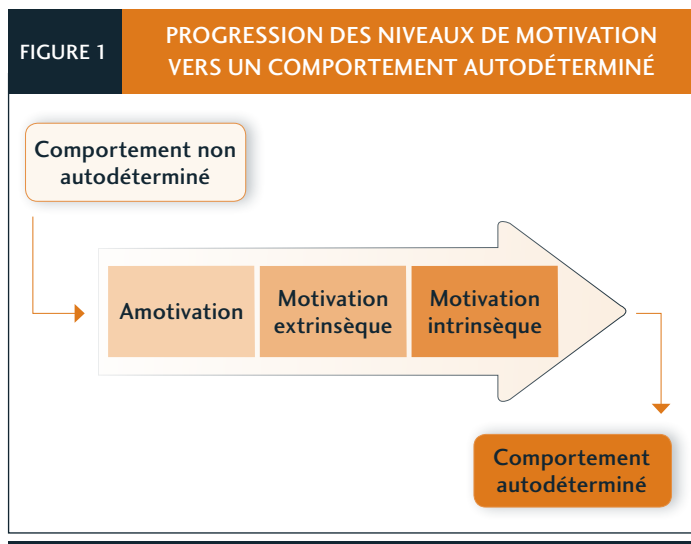 FIGURE 1
PROGRESSION DES NIVEAUX DE MOTIVATION
VERS UN COMPORTEMENT AUTODÉTERMINÉ
Comportement non
autodéterminé
Amotivation
Motivation
extrinsèque
Motivation
intrinsèque
Comportement
autodéterminé